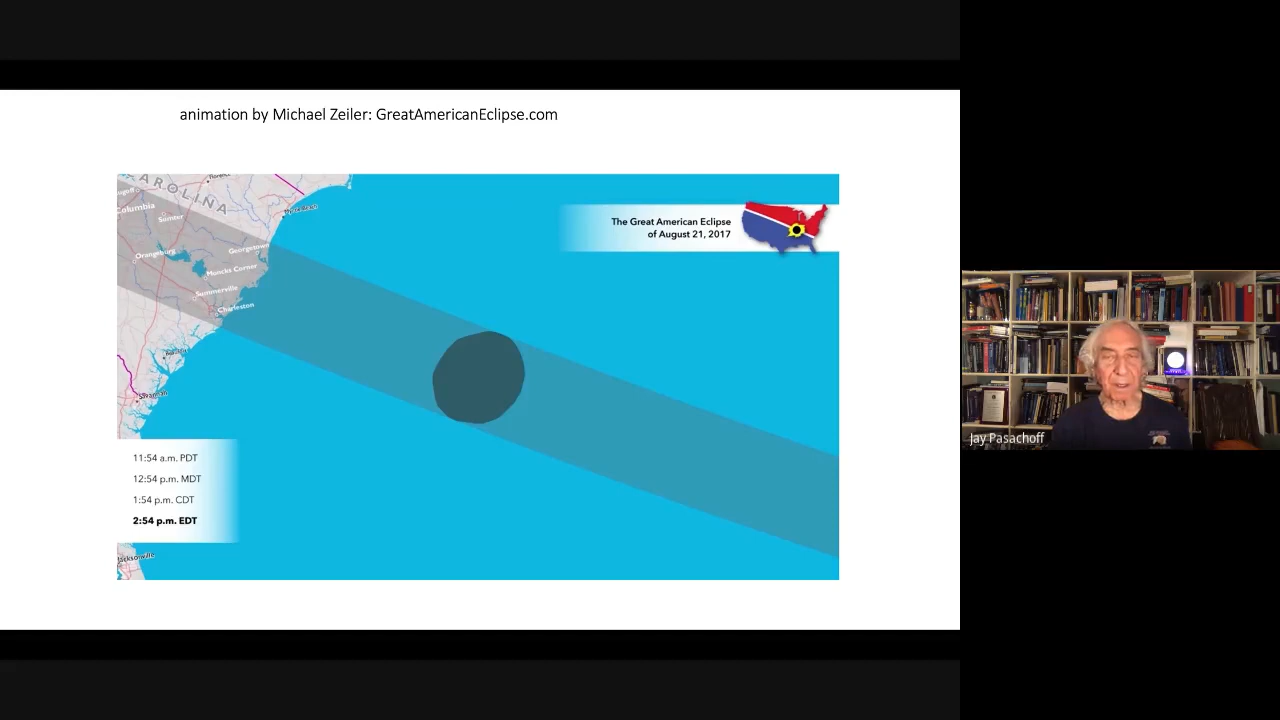 animation by Michael Zeiler: GreatAmericanEclipse.com
CAROLINA
Columbia
Sumter
Orangeburg
Georgetown
Moncks Corner
Summerville
Charleston
Savannah
The Great American Eclipse
of August 21, 2017
11:54 a.m. PDT
12:54 p.m. MDT
1:54 p.m. CDT
2:54 p.m. EDT
Jacksonville
Jay Pasachoff